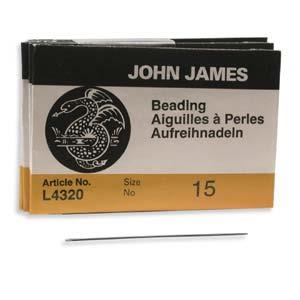 JOHN JAMES
Beading
Aiguilles à Perles
Aufreihnadeln
Article No.
L4320
Size
No
15